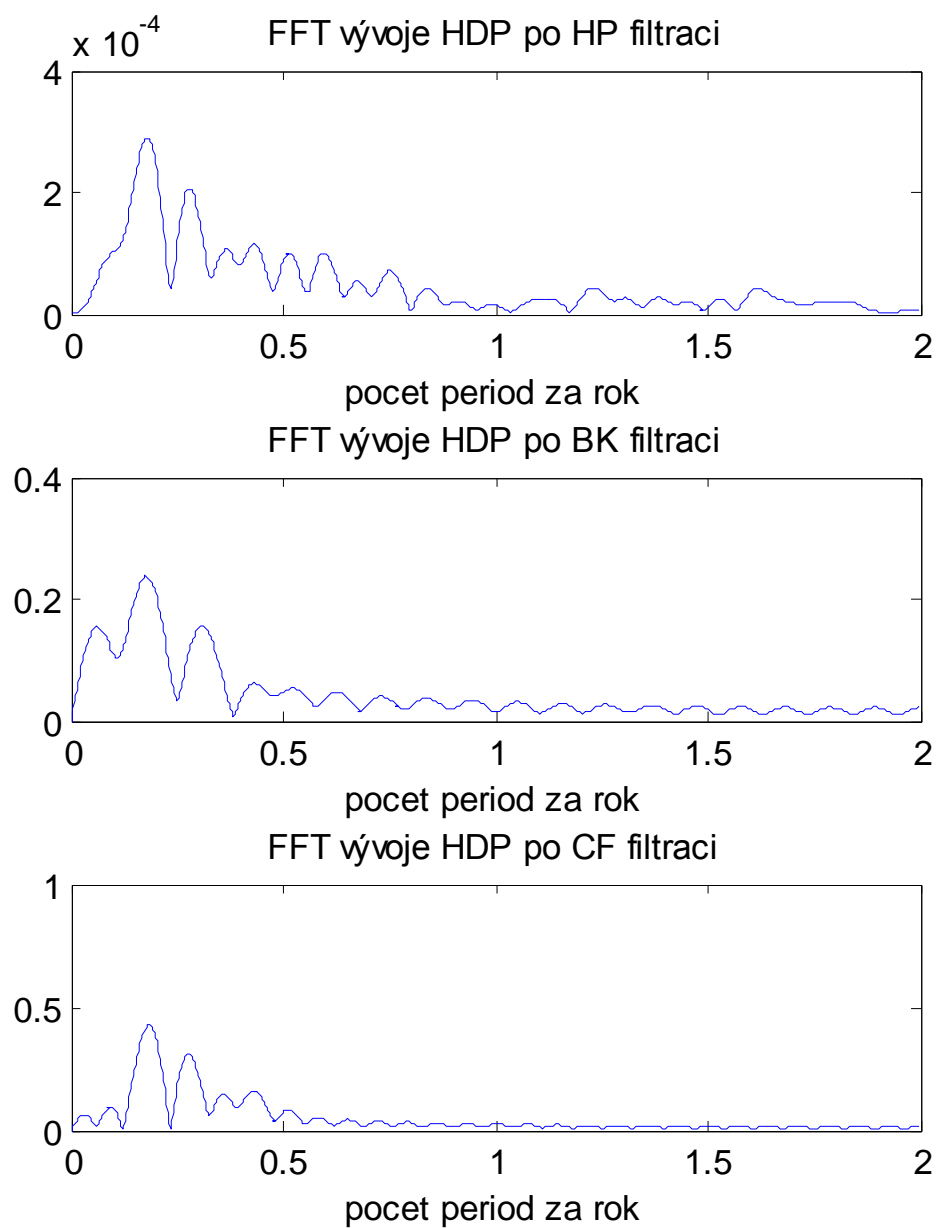 FFT vývoje HDP po HP filtraci
x 10^-4
4
2
0
0 0.5 1 1.5 2
pocet period za rok
FFT vývoje HDP po BK filtraci
0.4
0.2
0
0 0.5 1 1.5 2
pocet period za rok
FFT vývoje HDP po CF filtraci
1
0.5
0
0 0.5 1 1.5 2
pocet period za rok